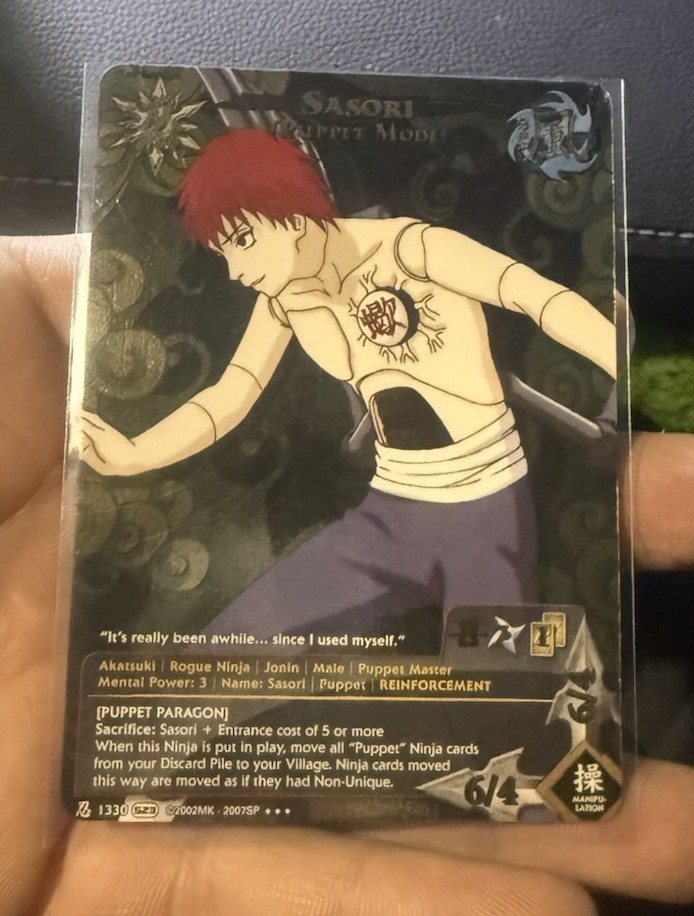 SASORI
(PUPPET MODE)
蠍
"It's really been awhile... since I used myself."
Akatsuki | Rogue Ninja | Jonin | Male | Puppet Master
Mental Power: 3 | Name: Sasori | Puppet | REINFORCEMENT
[PUPPET PARAGON]
Sacrifice: Sasori + Entrance cost of 5 or more
When this Ninja is put in play, move all "Puppet" Ninja cards
from your Discard Pile to your Village. Ninja cards moved
this way are moved as if they had Non-Unique.
6/4
6/4
操
MANIPU-
LATION
1330 ©2002MK • 2007SP